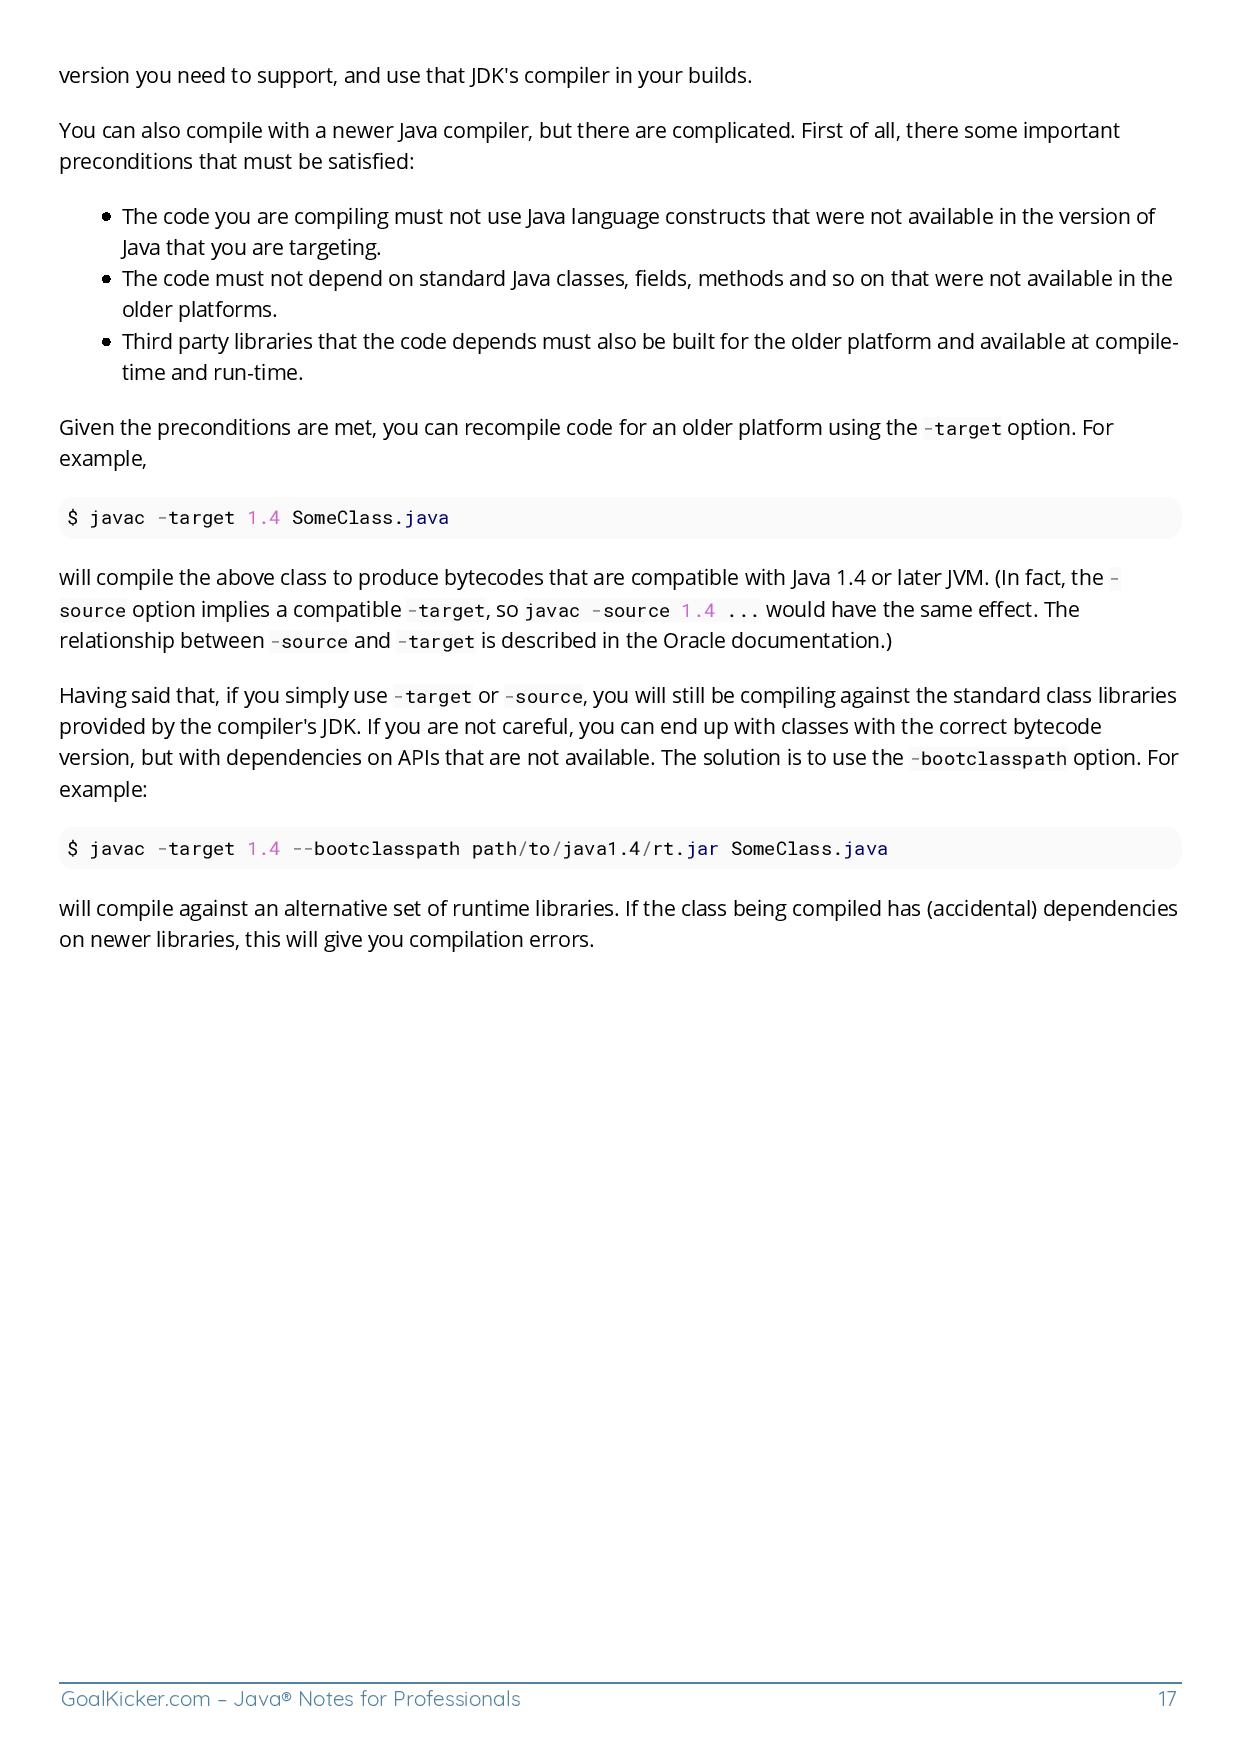 version you need to support, and use that JDK's compiler in your builds.
You can also compile with a newer Java compiler, but there are complicated. First of all, there some important
preconditions that must be satisfied:
● The code you are compiling must not use Java language constructs that were not available in the version of
Java that you are targeting.
● The code must not depend on standard Java classes, fields, methods and so on that were not available in the
older platforms.
● Third party libraries that the code depends must also be built for the older platform and available at compile-
time and run-time.
Given the preconditions are met, you can recompile code for an older platform using the -target option. For
example,
$ javac -target 1.4 SomeClass.java
will compile the above class to produce bytecodes that are compatible with Java 1.4 or later JVM. (In fact, the -
source option implies a compatible -target, so javac -source 1.4 ... would have the same effect. The
relationship between -source and -target is described in the Oracle documentation.)
Having said that, if you simply use -target or -source, you will still be compiling against the standard class libraries
provided by the compiler's JDK. If you are not careful, you can end up with classes with the correct bytecode
version, but with dependencies on APIs that are not available. The solution is to use the -bootclasspath option. For
example:
$ javac -target 1.4 --bootclasspath path/to/java1.4/rt.jar SomeClass.java
will compile against an alternative set of runtime libraries. If the class being compiled has (accidental) dependencies
on newer libraries, this will give you compilation errors.
GoalKicker.com – Java® Notes for Professionals 17